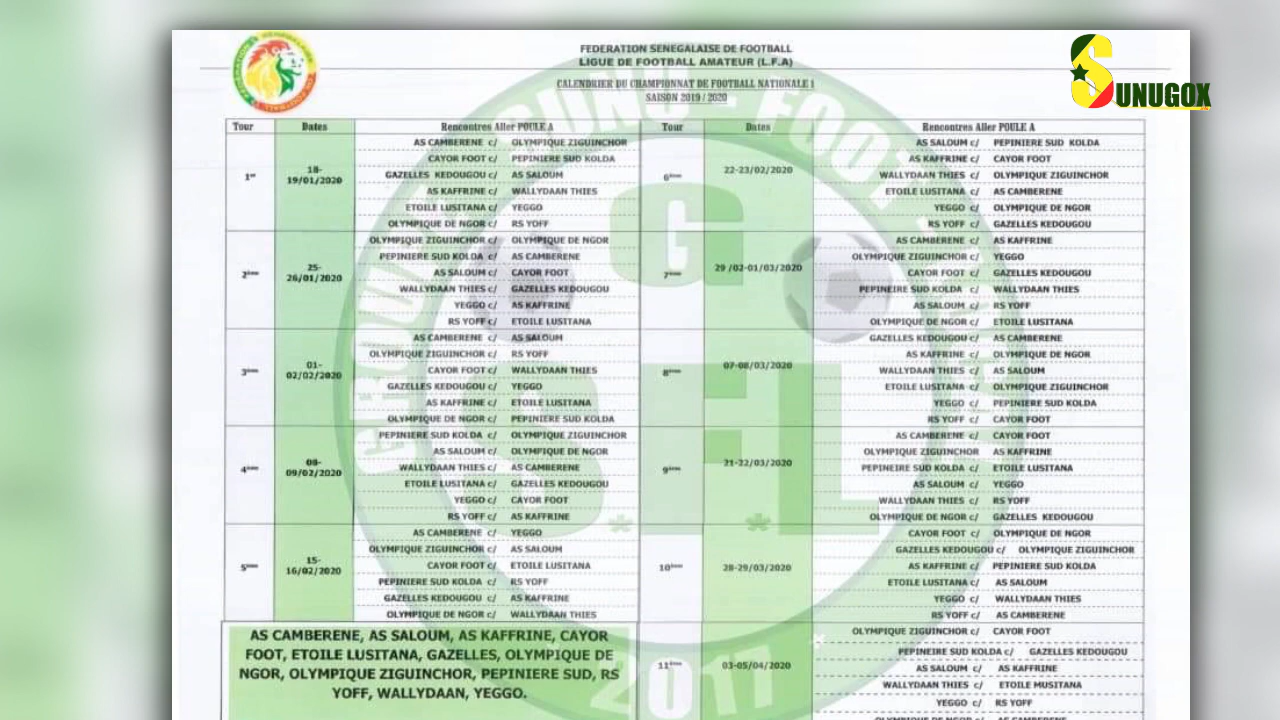 FEDERATION SENEGALAISE DE FOOTBALL
LIGUE DE FOOTBALL AMATEUR (L.F.A)
CALENDRIER DU CHAMPIONNAT DE FOOTBALL NATIONALE 1
SAISON 2019 / 2020
SUNUGOX
Tour Dates Rencontres Aller POULE A
1er 18-19/01/2020
AS CAMBERENE c/ OLYMPIQUE ZIGUINCHOR
CAYOR FOOT c/ PEPINIERE SUD KOLDA
GAZELLES KEDOUGOU c/ AS SALOUM
AS KAFFRINE c/ WALLYDAAN THIES
ETOILE LUSITANA c/ YEGGO
OLYMPIQUE DE NGOR c/ RS YOFF
2ème 25-26/01/2020
OLYMPIQUE ZIGUINCHOR c/ OLYMPIQUE DE NGOR
PEPINIERE SUD KOLDA c/ AS CAMBERENE
AS SALOUM c/ CAYOR FOOT
WALLYDAAN THIES c/ GAZELLES KEDOUGOU
YEGGO c/ AS KAFFRINE
RS YOFF c/ ETOILE LUSITANA
3ème 01-02/02/2020
AS CAMBERENE c/ AS SALOUM
OLYMPIQUE ZIGUINCHOR c/ RS YOFF
CAYOR FOOT c/ WALLYDAAN THIES
GAZELLES KEDOUGOU c/ YEGGO
AS KAFFRINE c/ ETOILE LUSITANA
OLYMPIQUE DE NGOR c/ PEPINIERE SUD KOLDA
4ème 08-09/02/2020
PEPINIERE SUD KOLDA c/ OLYMPIQUE ZIGUINCHOR
AS SALOUM c/ OLYMPIQUE DE NGOR
WALLYDAAN THIES c/ AS CAMBERENE
ETOILE LUSITANA c/ GAZELLES KEDOUGOU
YEGGO c/ CAYOR FOOT
RS YOFF c/ AS KAFFRINE
5ème 15-16/02/2020
AS CAMBERENE c/ YEGGO
OLYMPIQUE ZIGUINCHOR c/ AS SALOUM
CAYOR FOOT c/ ETOILE LUSITANA
PEPINIERE SUD KOLDA c/ RS YOFF
GAZELLES KEDOUGOU c/ AS KAFFRINE
OLYMPIQUE DE NGOR c/ WALLYDAAN THIES
AS CAMBERENE, AS SALOUM, AS KAFFRINE, CAYOR
FOOT, ETOILE LUSITANA, GAZELLES, OLYMPIQUE DE
NGOR, OLYMPIQUE ZIGUINCHOR, PEPINIERE SUD, RS
YOFF, WALLYDAAN, YEGGO.
Tour Dates Rencontres Aller POULE A
6ème 22-23/02/2020
AS SALOUM c/ PEPINIERE SUD KOLDA
AS KAFFRINE c/ CAYOR FOOT
WALLYDAAN THIES c/ OLYMPIQUE ZIGUINCHOR
ETOILE LUSITANA c/ AS CAMBERENE
YEGGO c/ OLYMPIQUE DE NGOR
RS YOFF c/ GAZELLES KEDOUGOU
7ème 29 /02-01/03/2020
AS CAMBERENE c/ AS KAFFRINE
OLYMPIQUE ZIGUINCHOR c/ YEGGO
CAYOR FOOT c/ GAZELLES KEDOUGOU
PEPINEIRE SUD KOLDA c/ WALLYDAAN THIES
AS SALOUM c/ RS YOFF
OLYMPIQUE DE NGOR c/ ETOILE LUSITANA
8ème 07-08/03/2020
GAZELLES KEDOUGOU c/ AS CAMBERENE
AS KAFFRINE c/ OLYMPIQUE DE NGOR
WALLYDAAN THIES c/ AS SALOUM
ETOILE LUSITANA c/ OLYMPIQUE ZIGUINCHOR
YEGGO c/ PEPINIERE SUD KOLDA
RS YOFF c/ CAYOR FOOT
9ème 21-22/03/2020
AS CAMBERENE c/ CAYOR FOOT
OLYMPIQUE ZIGUINCHOR AS KAFFRINE
PEPINIERE SUD KOLDA c/ ETOILE LUSITANA
AS SALOUM c/ YEGGO
WALLYDAAN THIES c/ RS YOFF
OLYMPIQUE DE NGOR c/ GAZELLES KEDOUGOU
10ème 28-29/03/2020
CAYOR FOOT c/ OLYMPIQUE DE NGOR
GAZELLES KEDOUGOU c/ OLYMPIQUE ZIGUINCHOR
AS KAFFRINE c/ PEPINIERE SUD KOLDA
ETOILE LUSITANA c/ AS SALOUM
YEGGO c/ WALLYDAAN THIES
RS YOFF c/ AS CAMBERENE
11ème 03-05/04/2020
OLYMPIQUE ZIGUINCHOR c/ CAYOR FOOT
PEPINEIRE SUD KOLDA c/ GAZELLES KEDOUGOU
AS SALOUM c/ AS KAFFRINE
WALLYDAAN THIES c/ ETOILE MUSITANA
YEGGO c/ RS YOFF
OLYMPIQUE DE NGOR c/ AS CAMBERENE
G
SFL
2017